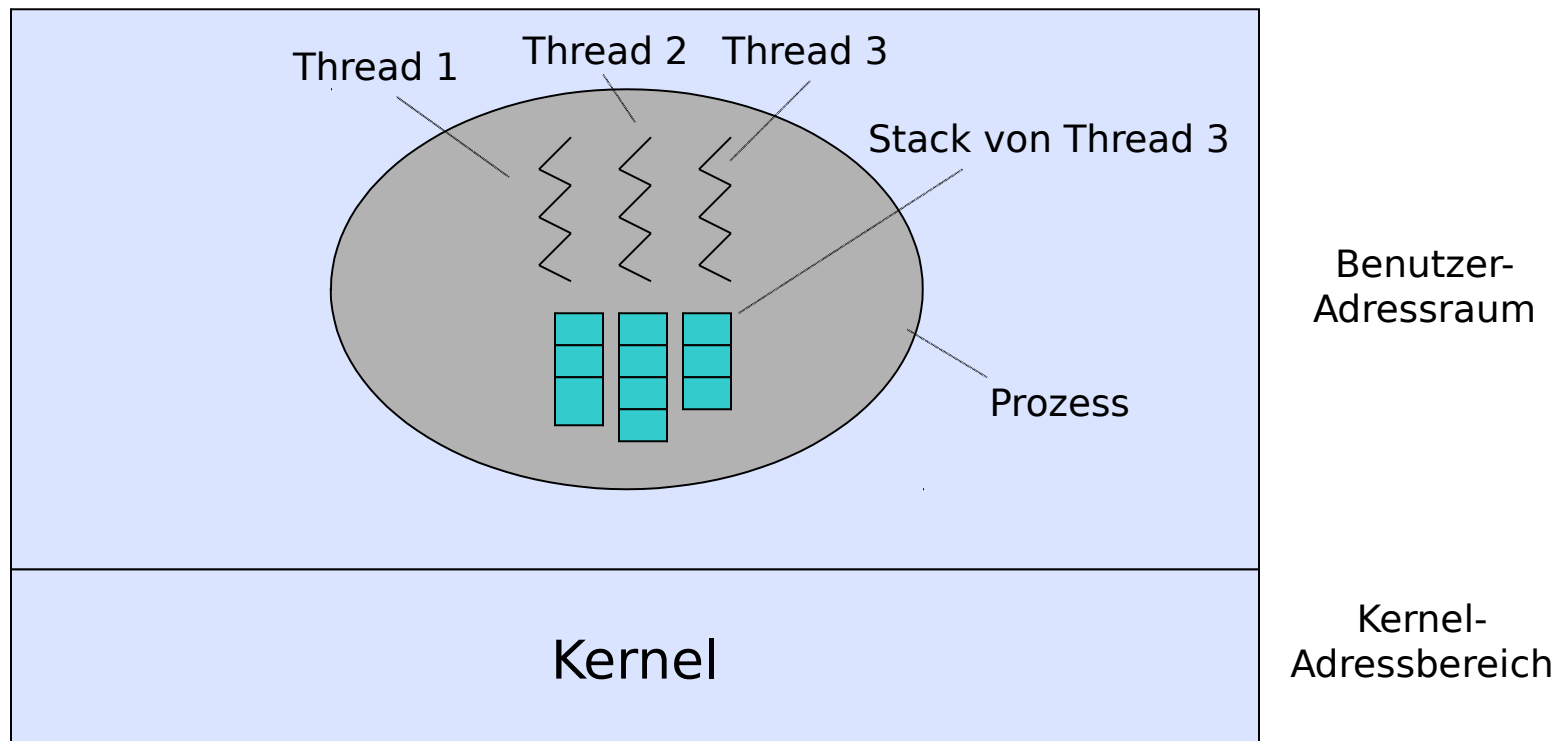 Thread 1
Thread 2
Thread 3
Stack von Thread 3
Benutzer-
Adressraum
Prozess
Kernel
Kernel-
Adressbereich